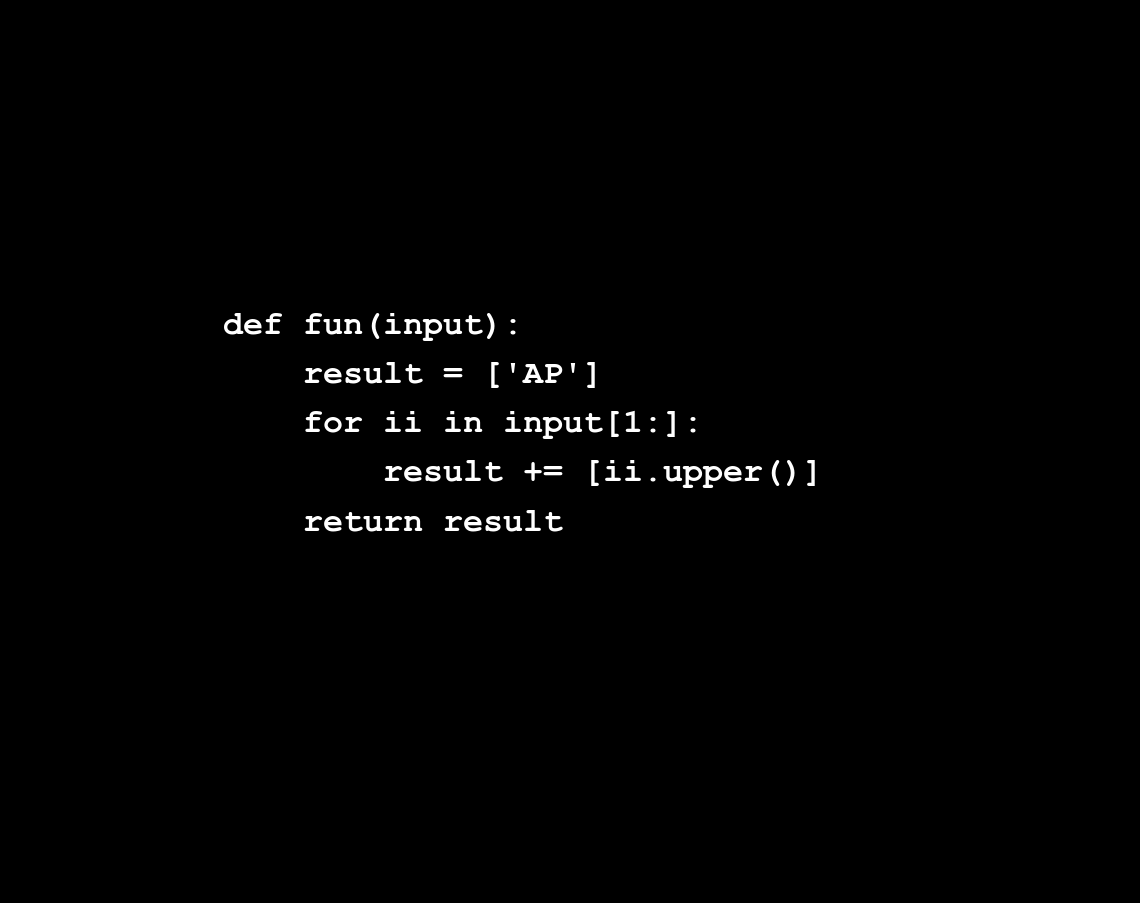 def fun(input):
    result = ['AP']
    for ii in input[1:]:
        result += [ii.upper()]
    return result